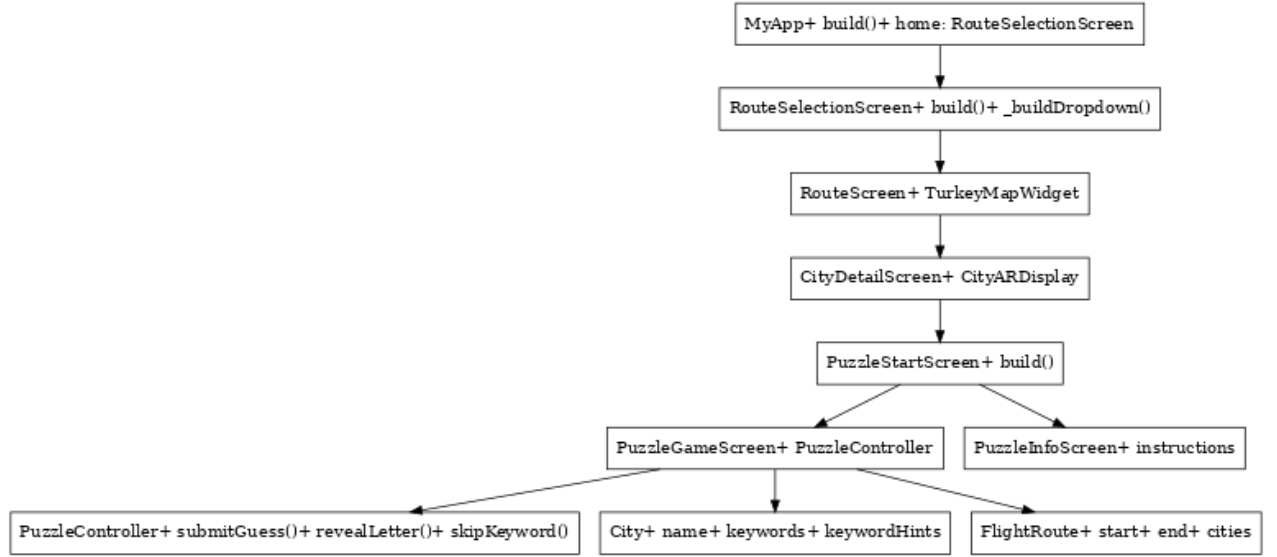 MyApp+ build()+ home: RouteSelectionScreen
RouteSelectionScreen+ build()+ _buildDropdown()
RouteScreen+ TurkeyMapWidget
CityDetailScreen+ CityARDisplay
PuzzleStartScreen+ build()
PuzzleGameScreen+ PuzzleController
PuzzleInfoScreen+ instructions
PuzzleController+ submitGuess()+ revealLetter()+ skipKeyword()
City+ name+ keywords+ keywordHints
FlightRoute+ start+ end+ cities